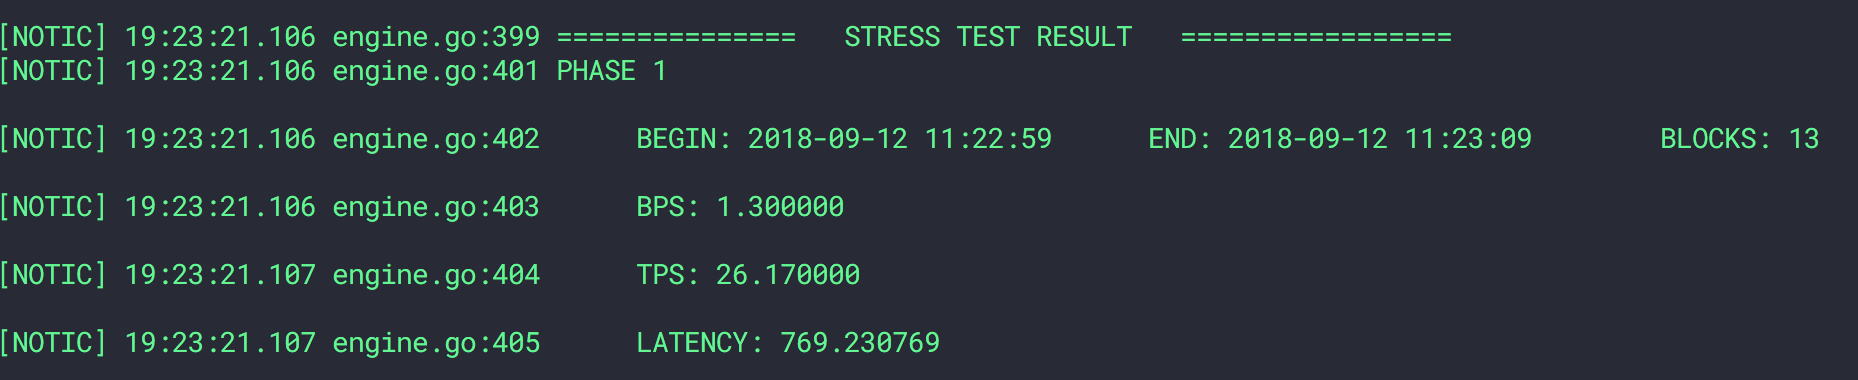 [NOTIC] 19:23:21.106 engine.go:399 ===============   STRESS TEST RESULT   =================
[NOTIC] 19:23:21.106 engine.go:401 PHASE 1
[NOTIC] 19:23:21.106 engine.go:402      BEGIN: 2018-09-12 11:22:59      END: 2018-09-12 11:23:09        BLOCKS: 13
[NOTIC] 19:23:21.106 engine.go:403      BPS: 1.300000
[NOTIC] 19:23:21.107 engine.go:404      TPS: 26.170000
[NOTIC] 19:23:21.107 engine.go:405      LATENCY: 769.230769